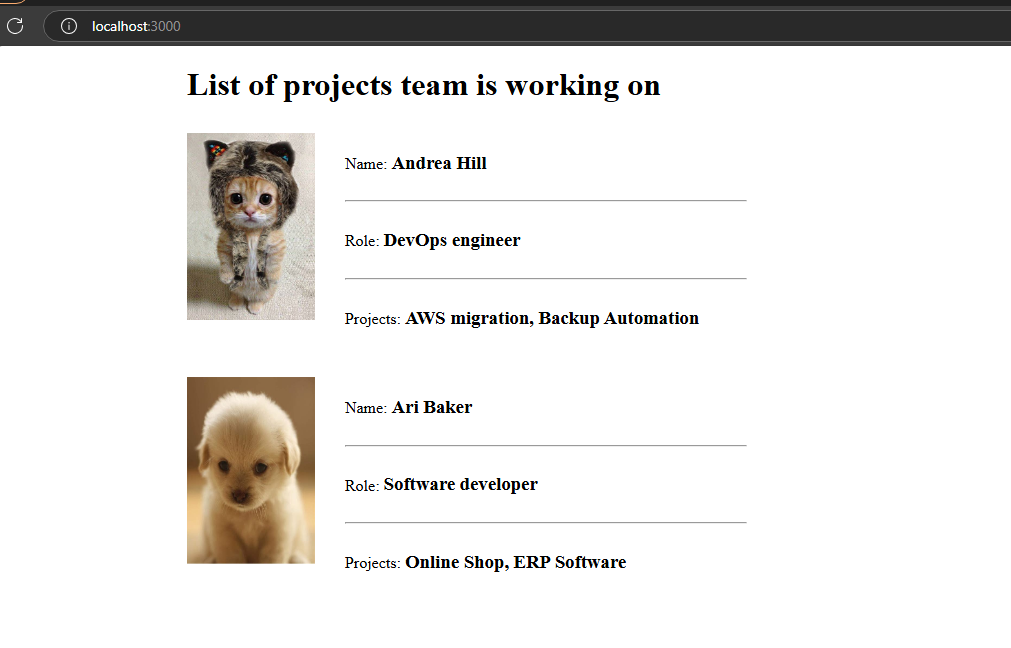 localhost:3000
List of projects team is working on
Name: Andrea Hill
Role: DevOps engineer
Projects: AWS migration, Backup Automation
Name: Ari Baker
Role: Software developer
Projects: Online Shop, ERP Software